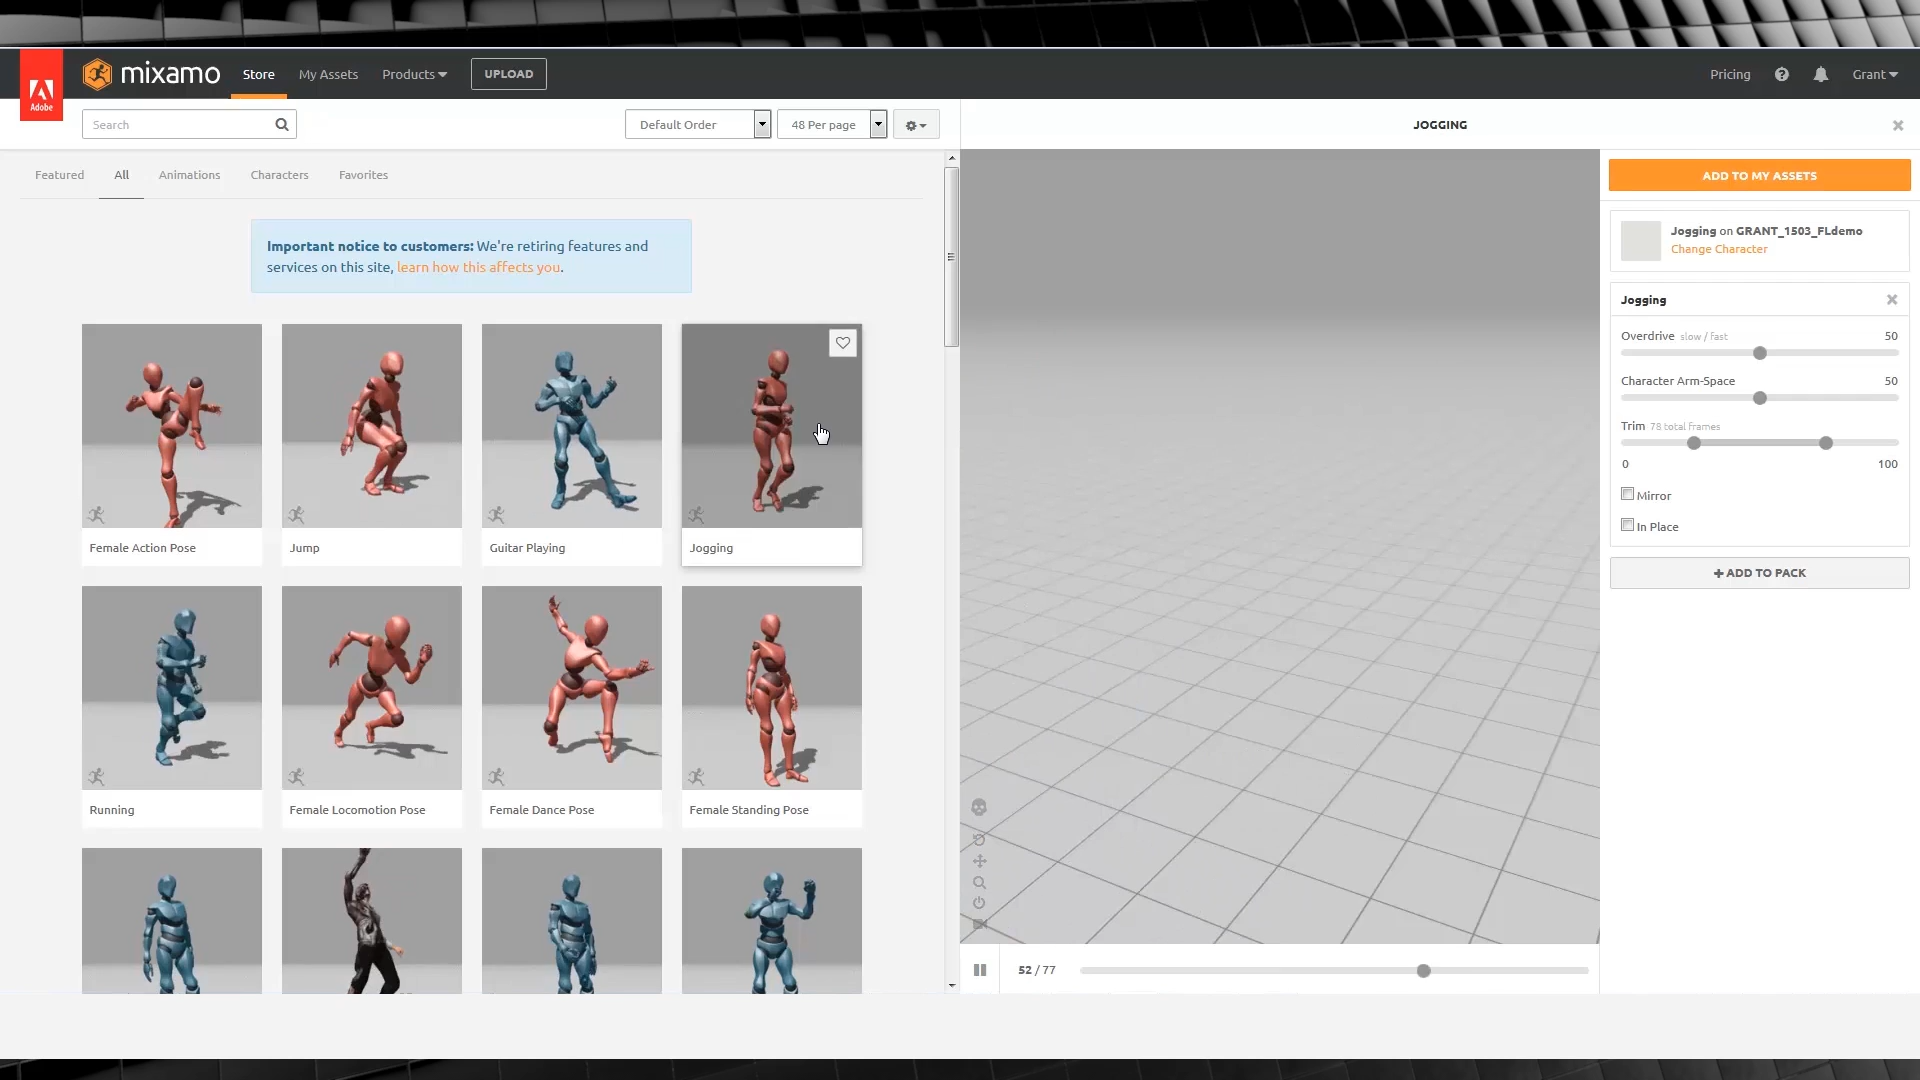 Adobe
mixamo
Store
My Assets
Products
UPLOAD
Pricing
Grant
Search
Default Order
48 Per page
JOGGING
Featured
All
Animations
Characters
Favorites
Important notice to customers: We're retiring features and
services on this site, learn how this affects you.
Female Action Pose
Jump
Guitar Playing
Jogging
Running
Female Locomotion Pose
Female Dance Pose
Female Standing Pose
52 / 77
ADD TO MY ASSETS
Jogging on GRANT_1503_FLdemo
Change Character
Jogging
Overdrive slow / fast 50
Character Arm-Space 50
Trim 78 total frames
0 100
Mirror
In Place
+ ADD TO PACK